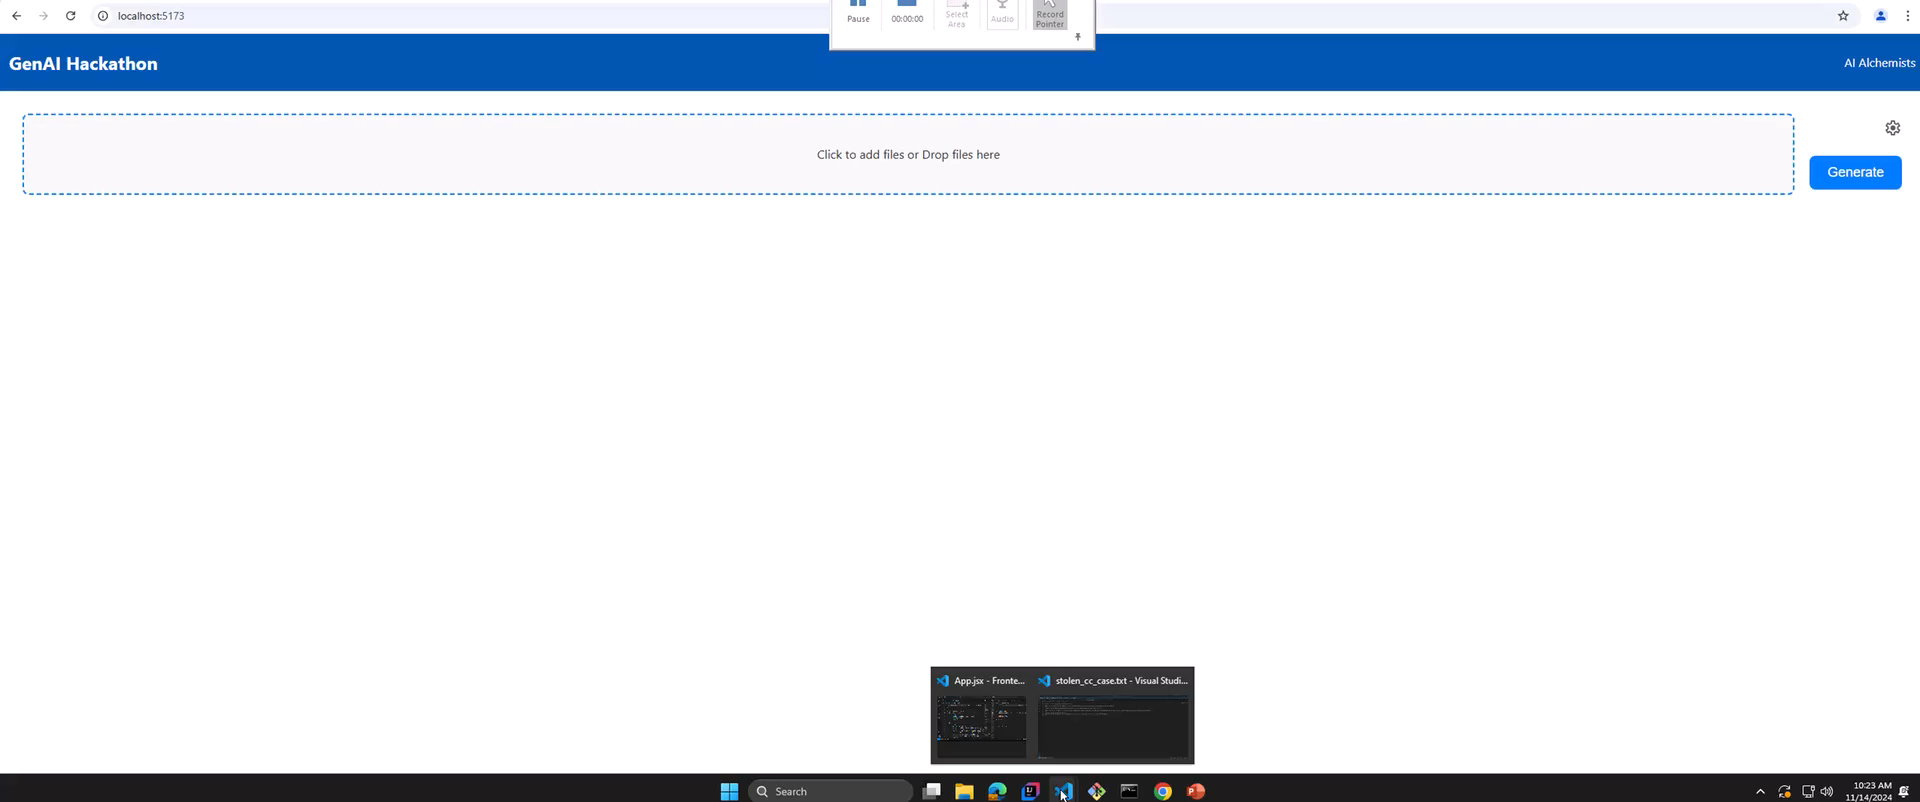 localhost:5173
Pause
00:00:00
Select
Area
Audio
Record
Pointer
GenAI Hackathon
AI Alchemists
Click to add files or Drop files here
Generate
App.jsx - Fronte...
stolen_cc_case.txt - Visual Studi...
Search
10:23 AM
11/14/2024